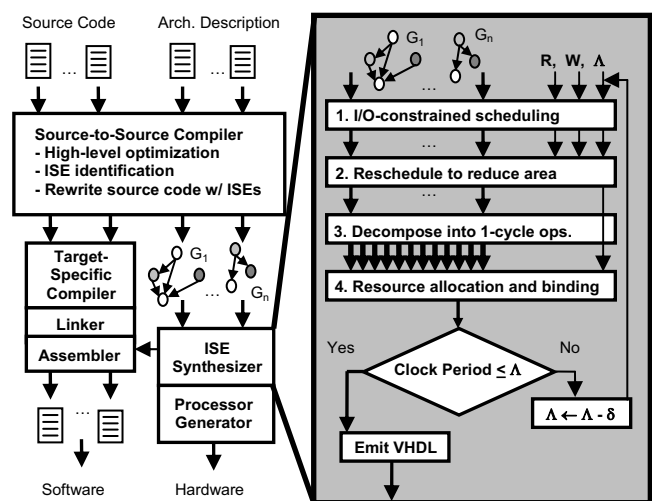 Source Code
Arch. Description
...
...
Source-to-Source Compiler
- High-level optimization
- ISE identification
- Rewrite source code w/ ISEs
Target-
Specific
Compiler
Linker
Assembler
G1
...
Gn
ISE
Synthesizer
Processor
Generator
...
Software
Hardware
G1
Gn
...
R, W, Λ
1. I/O-constrained scheduling
...
2. Reschedule to reduce area
...
3. Decompose into 1-cycle ops.
4. Resource allocation and binding
Yes
No
Clock Period ≤ Λ
Λ ← Λ - δ
Emit VHDL